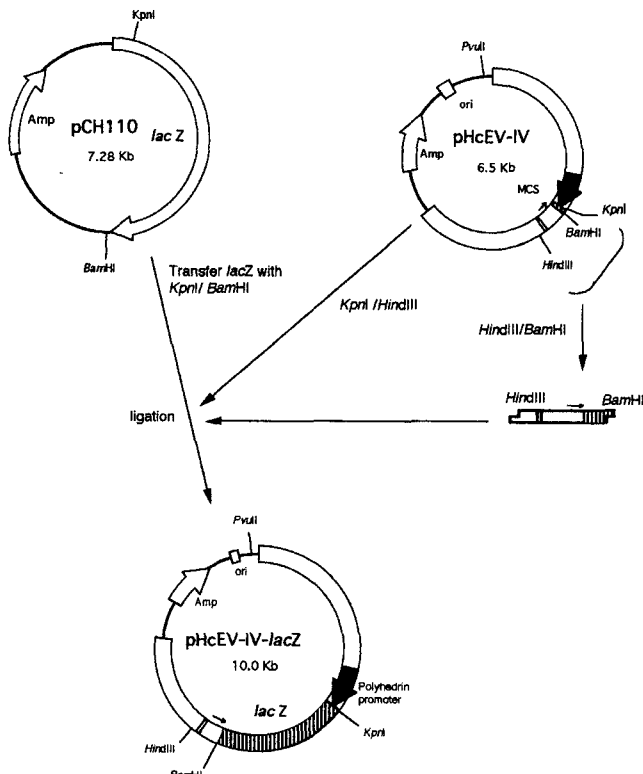 KpnI
Amp
pCH110
lac Z
7.28 Kb
BamHI
PvuII
ori
Amp
pHcEV-IV
6.5 Kb
MCS
KpnI
BamHI
HindIII
Transfer lacZ with
KpnI/ BamHI
KpnI /HindIII
HindIII/BamHI
HindIII
BamHI
ligation
PvuII
ori
Amp
pHcEV-IV-lacZ
10.0 Kb
lac Z
Polyhedrin
promoter
KpnI
HindIII
BamHI